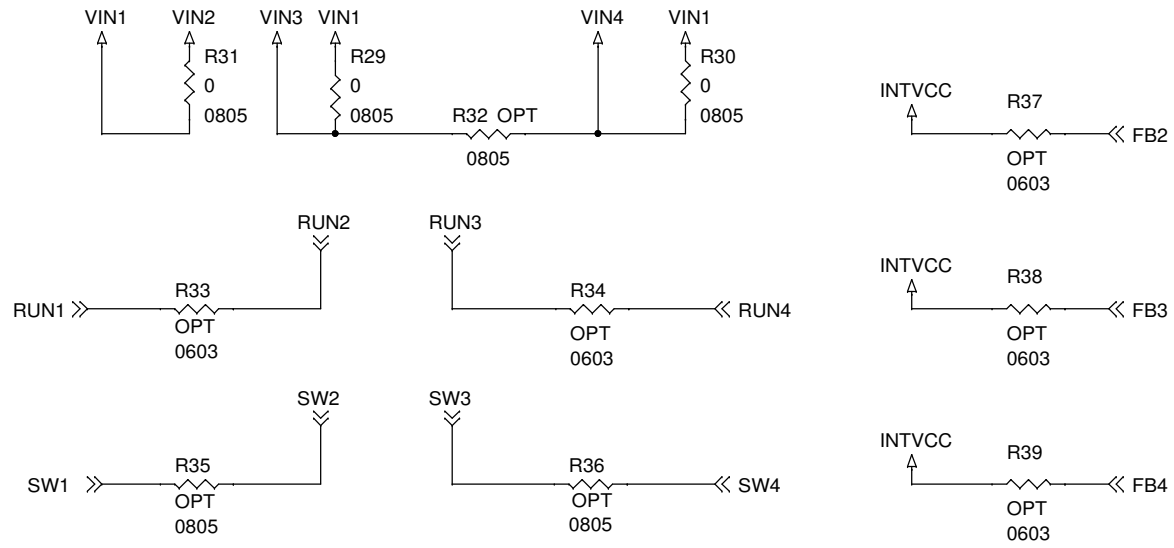 VIN1 VIN2 VIN3 VIN1 VIN4 VIN1
R31 R29 R30
0 0 0
0805 0805 R32 OPT 0805
0805
INTVCC R37
FB2
OPT
0603
RUN2 RUN3
R33 R34
RUN1 RUN4
OPT OPT
0603 0603
INTVCC R38
FB3
OPT
0603
SW2 SW3
R35 R36
SW1 SW4
OPT OPT
0805 0805
INTVCC R39
FB4
OPT
0603